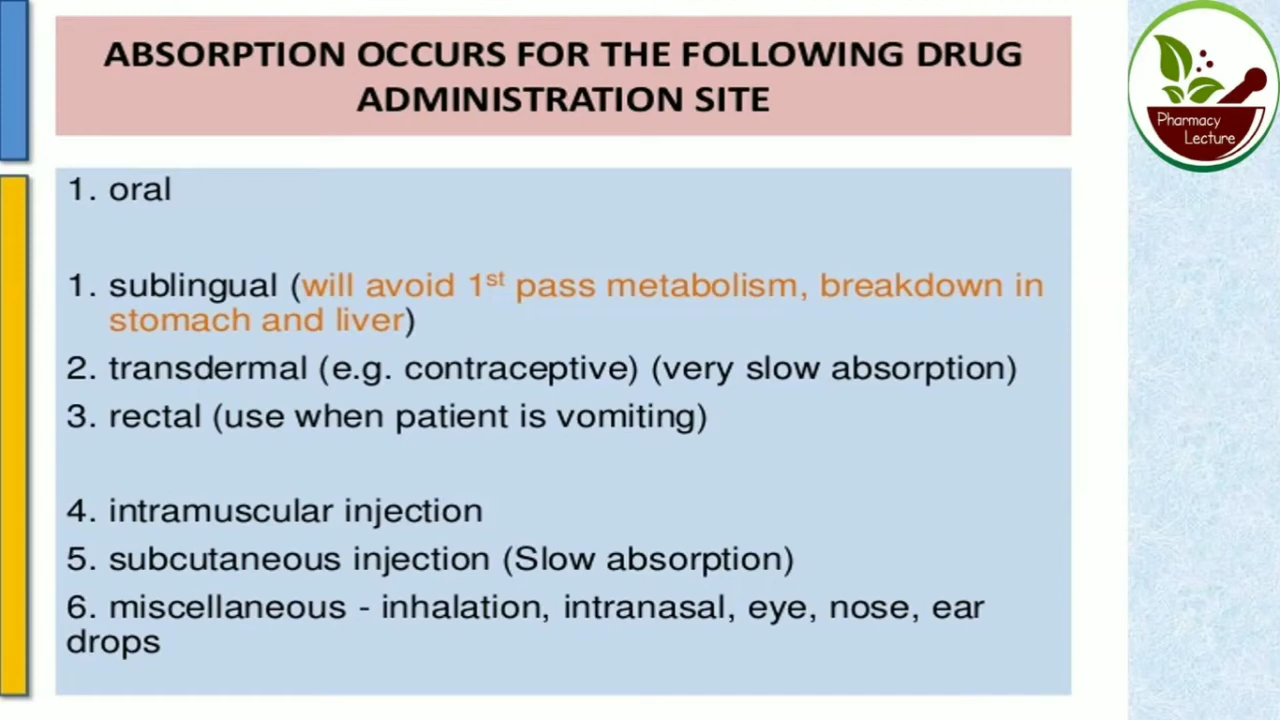 ABSORPTION OCCURS FOR THE FOLLOWING DRUG
ADMINISTRATION SITE
Pharmacy
Lecture
1. oral
1. sublingual (will avoid 1st pass metabolism, breakdown in
stomach and liver)
2. transdermal (e.g. contraceptive) (very slow absorption)
3. rectal (use when patient is vomiting)
4. intramuscular injection
5. subcutaneous injection (Slow absorption)
6. miscellaneous - inhalation, intranasal, eye, nose, ear
drops